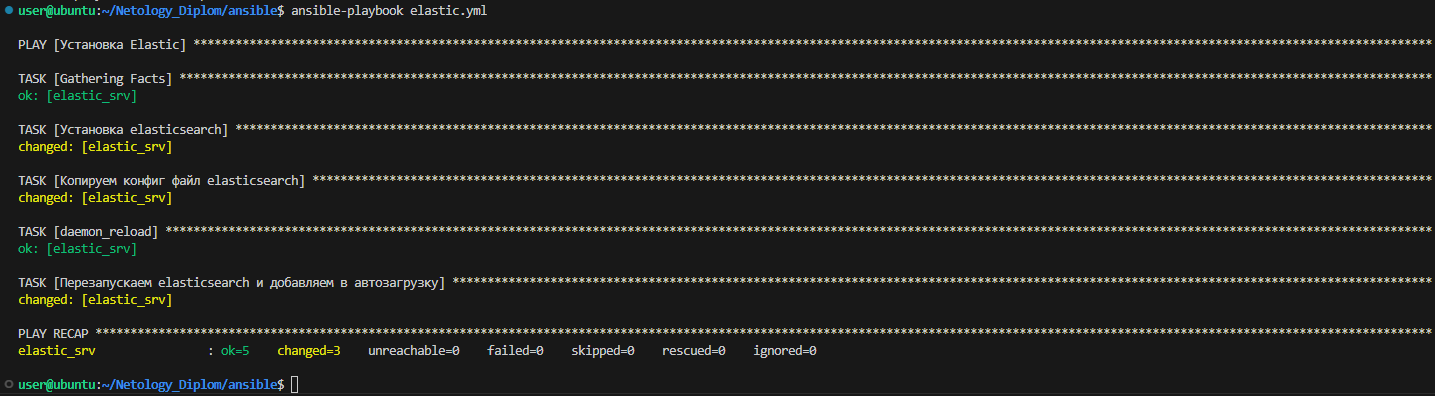 user@ubuntu:~/Netology_Diplom/ansible$ ansible-playbook elastic.yml
PLAY [Установка Elastic] ****************************************************************************************************************************************************************************
TASK [Gathering Facts] ******************************************************************************************************************************************************************************
ok: [elastic_srv]
TASK [Установка elasticsearch] **********************************************************************************************************************************************************************
changed: [elastic_srv]
TASK [Копируем конфиг файл elasticsearch] ***********************************************************************************************************************************************************
changed: [elastic_srv]
TASK [daemon_reload] ********************************************************************************************************************************************************************************
ok: [elastic_srv]
TASK [Перезапускаем elasticsearch и добавляем в автозагрузку] ***************************************************************************************************************************************
changed: [elastic_srv]
PLAY RECAP ******************************************************************************************************************************************************************************************
elastic_srv                : ok=5    changed=3    unreachable=0    failed=0    skipped=0    rescued=0    ignored=0
user@ubuntu:~/Netology_Diplom/ansible$